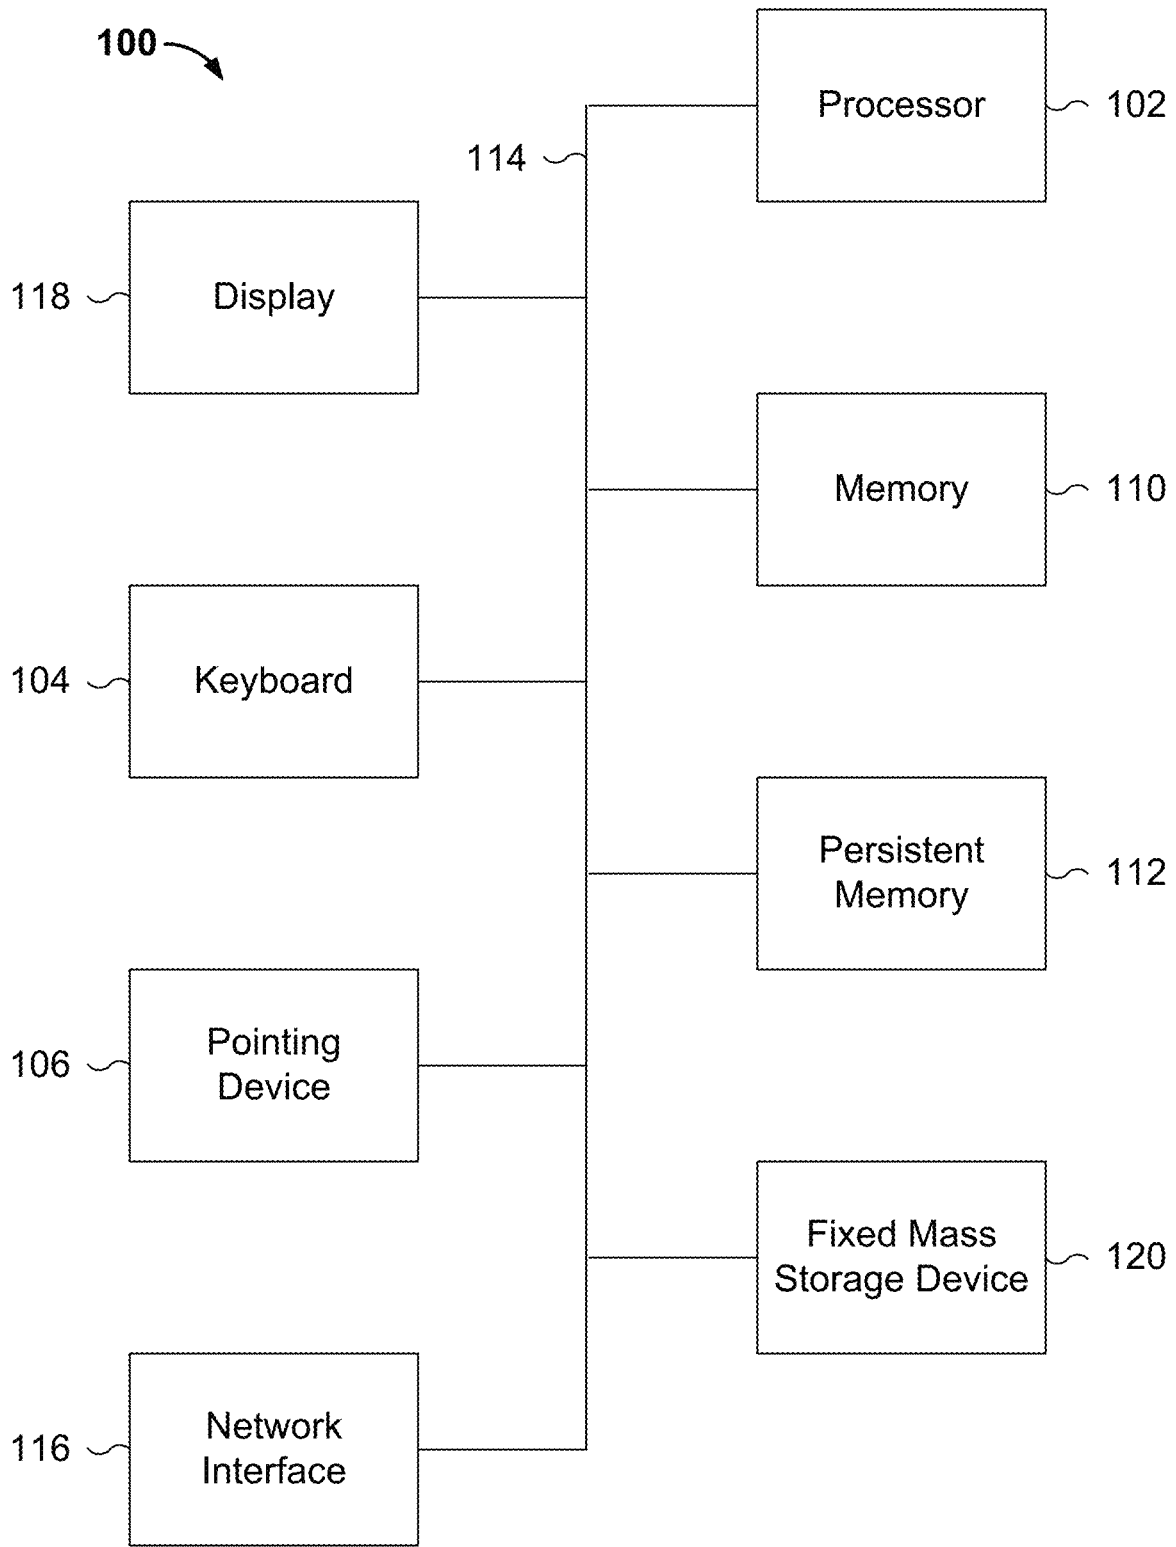 100
Processor
102
114
118
Display
Memory
110
104
Keyboard
Persistent
Memory
112
106
Pointing
Device
Fixed Mass
Storage Device
120
116
Network
Interface